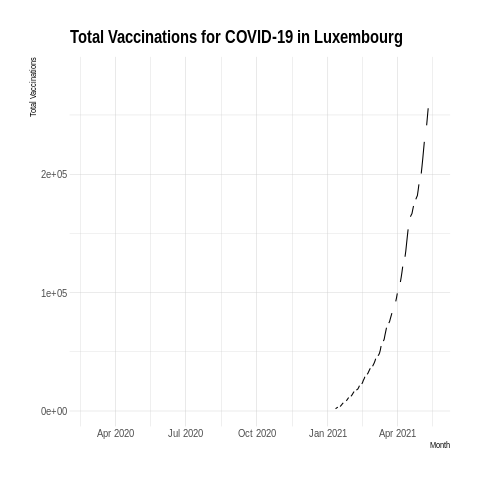 Total Vaccinations for COVID-19 in Luxembourg
Total Vaccinations
2e+05
1e+05
0e+00
Apr 2020 Jul 2020 Oct 2020 Jan 2021 Apr 2021
Month